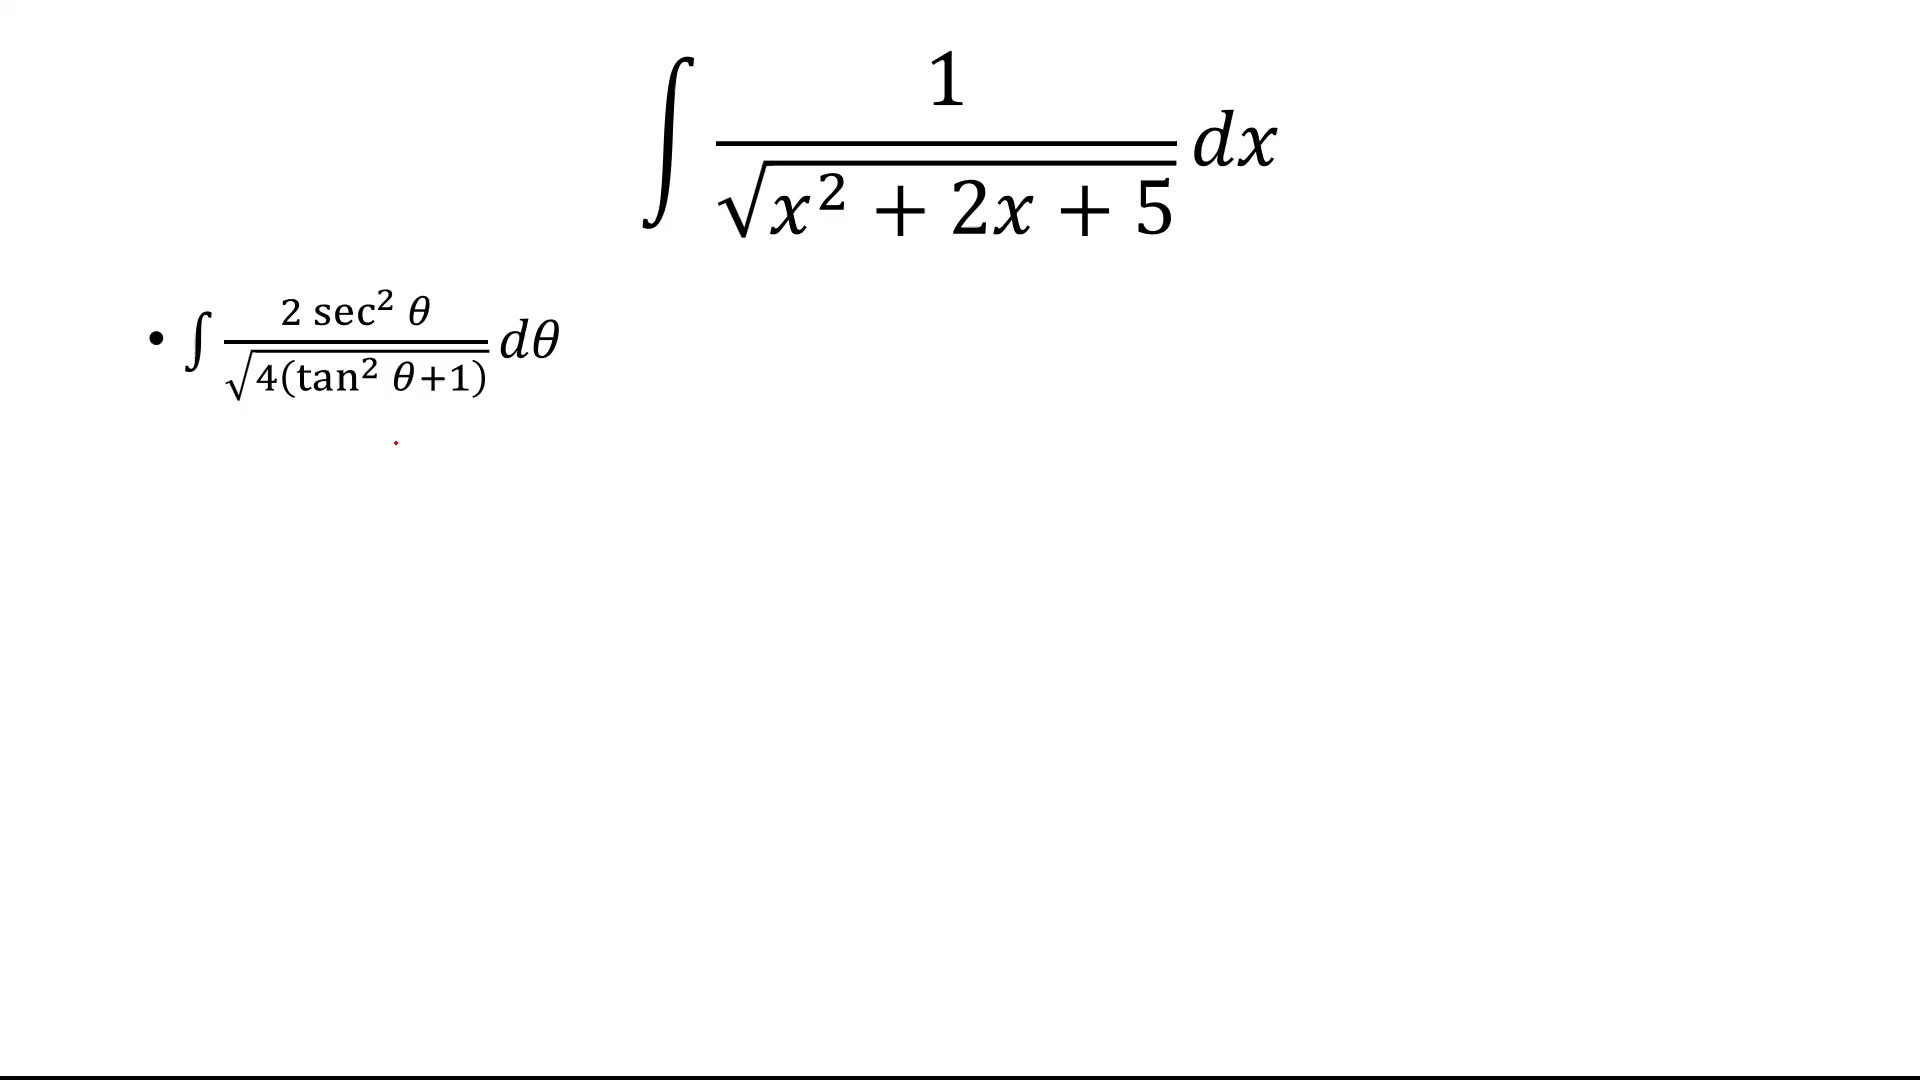 ∫ 1/√(x² + 2x + 5) dx
• ∫ 2 sec² θ/√(4(tan² θ+1)) dθ